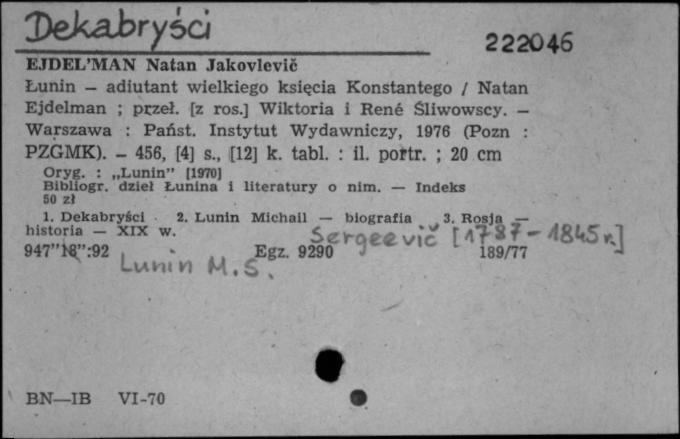 Dekabryści
222046
EJDEL'MAN Natan Jakovlevič
Łunin – adiutant wielkiego księcia Konstantego / Natan
Ejdelman ; przeł. [z ros.] Wiktoria i René Śliwowscy. –
Warszawa : Państ. Instytut Wydawniczy, 1976 (Pozn :
PZGMK). – 456, [4] s., [12] k. tabl. : il. portr. ; 20 cm
Oryg. : „Lunin” [1970]
Bibliogr. dzieł Łunina i literatury o nim. — Indeks
50 zł
1. Dekabryści 2. Lunin Michail — biografia 3. Rosja —
historia — XIX w.
Sergeevič [1787-1845 r.]
947"18":92 Egz. 9290 189/77
Lunin M. S.
BN—IB VI-70